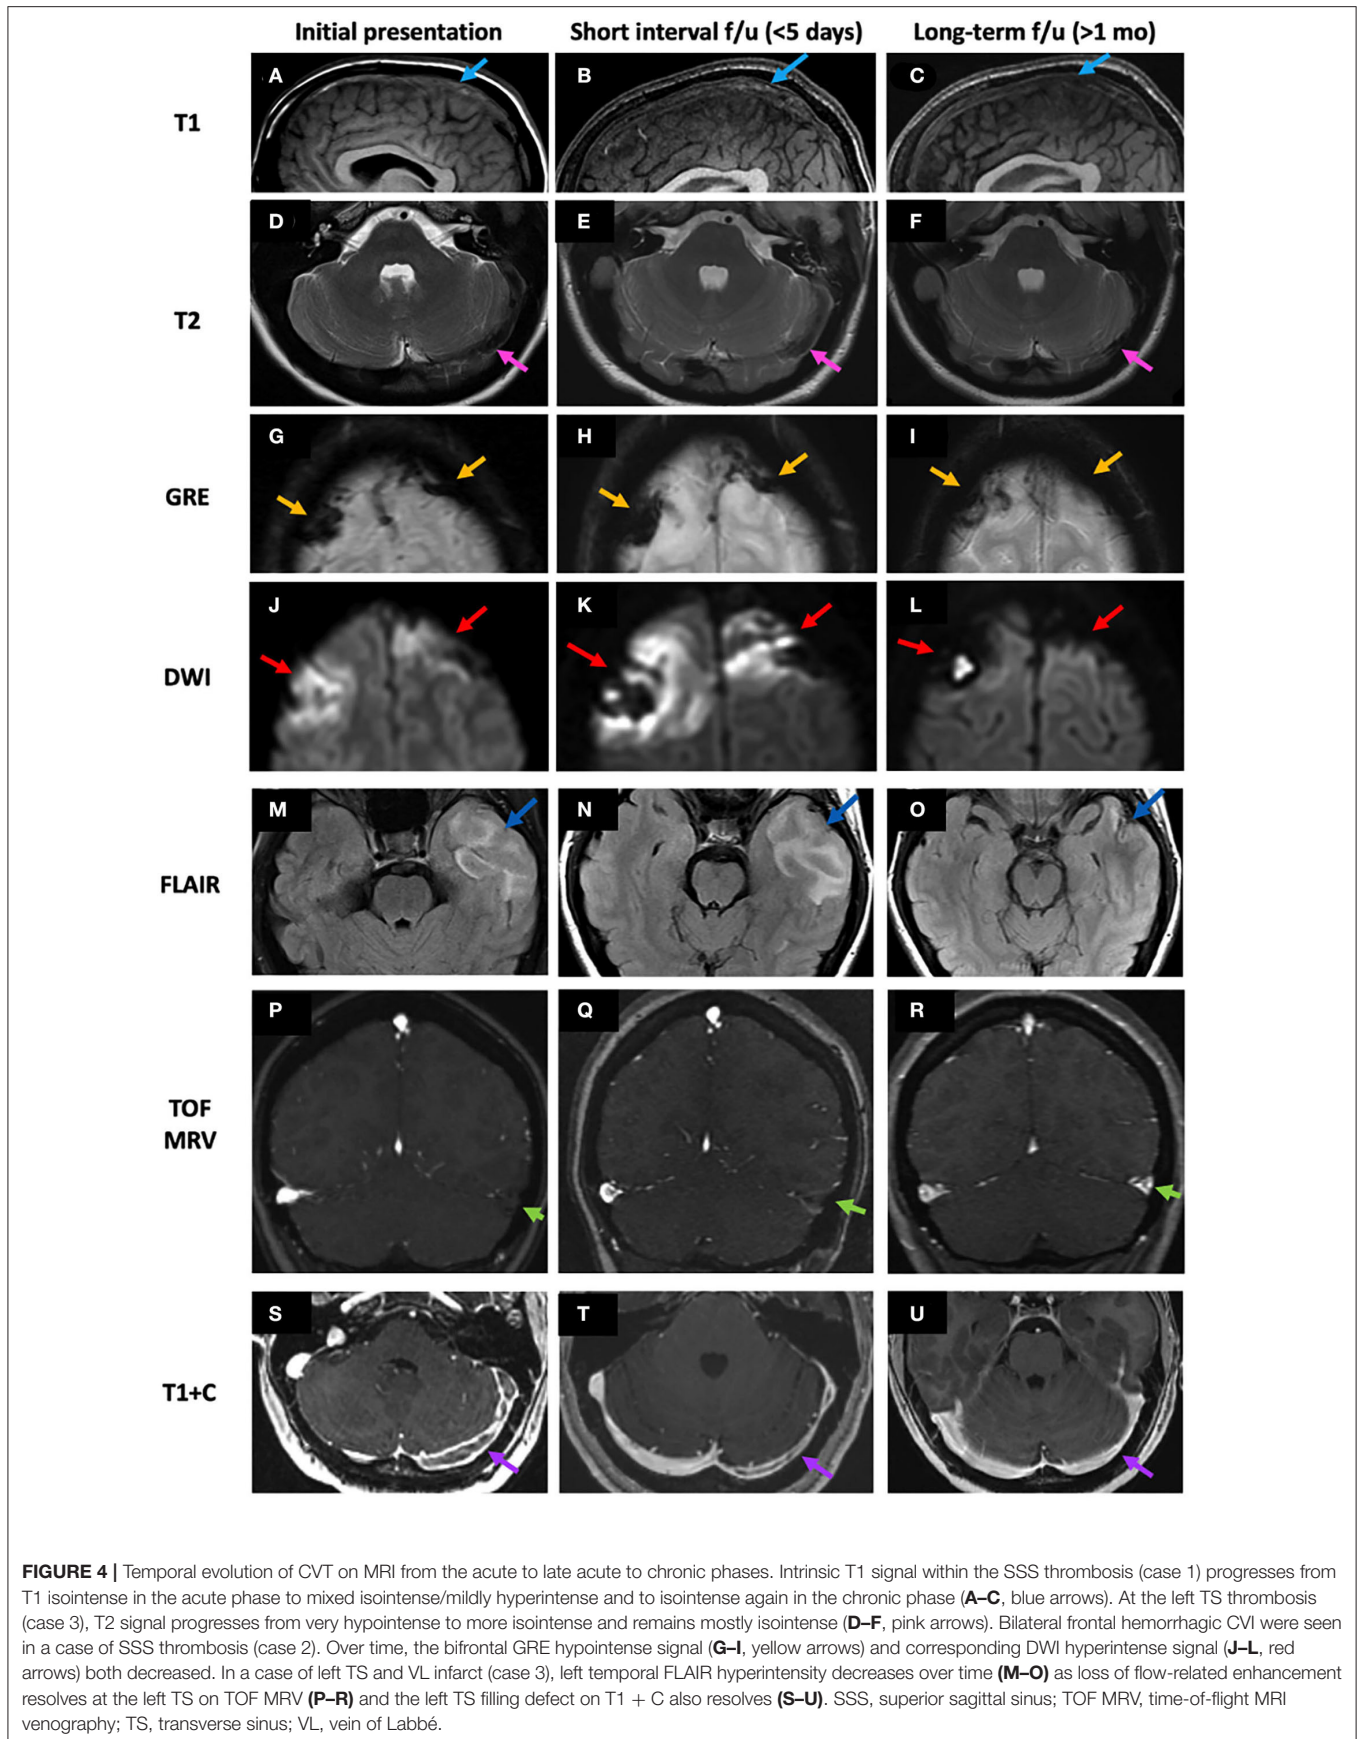 Initial presentation Short interval f/u (<5 days) Long-term f/u (>1 mo)
T1 A B C
T2 D E F
GRE G H I
DWI J K L
FLAIR M N O
TOF MRV P Q R
T1+C S T U
FIGURE 4 | Temporal evolution of CVT on MRI from the acute to late acute to chronic phases. Intrinsic T1 signal within the SSS thrombosis (case 1) progresses from
T1 isointense in the acute phase to mixed isointense/mildly hyperintense and to isointense again in the chronic phase (A–C, blue arrows). At the left TS thrombosis
(case 3), T2 signal progresses from very hypointense to more isointense and remains mostly isointense (D–F, pink arrows). Bilateral frontal hemorrhagic CVI were seen
in a case of SSS thrombosis (case 2). Over time, the bifrontal GRE hypointense signal (G–I, yellow arrows) and corresponding DWI hyperintense signal (J–L, red
arrows) both decreased. In a case of left TS and VL infarct (case 3), left temporal FLAIR hyperintensity decreases over time (M–O) as loss of flow-related enhancement
resolves at the left TS on TOF MRV (P–R) and the left TS filling defect on T1 + C also resolves (S–U). SSS, superior sagittal sinus; TOF MRV, time-of-flight MRI
venography; TS, transverse sinus; VL, vein of Labbé.